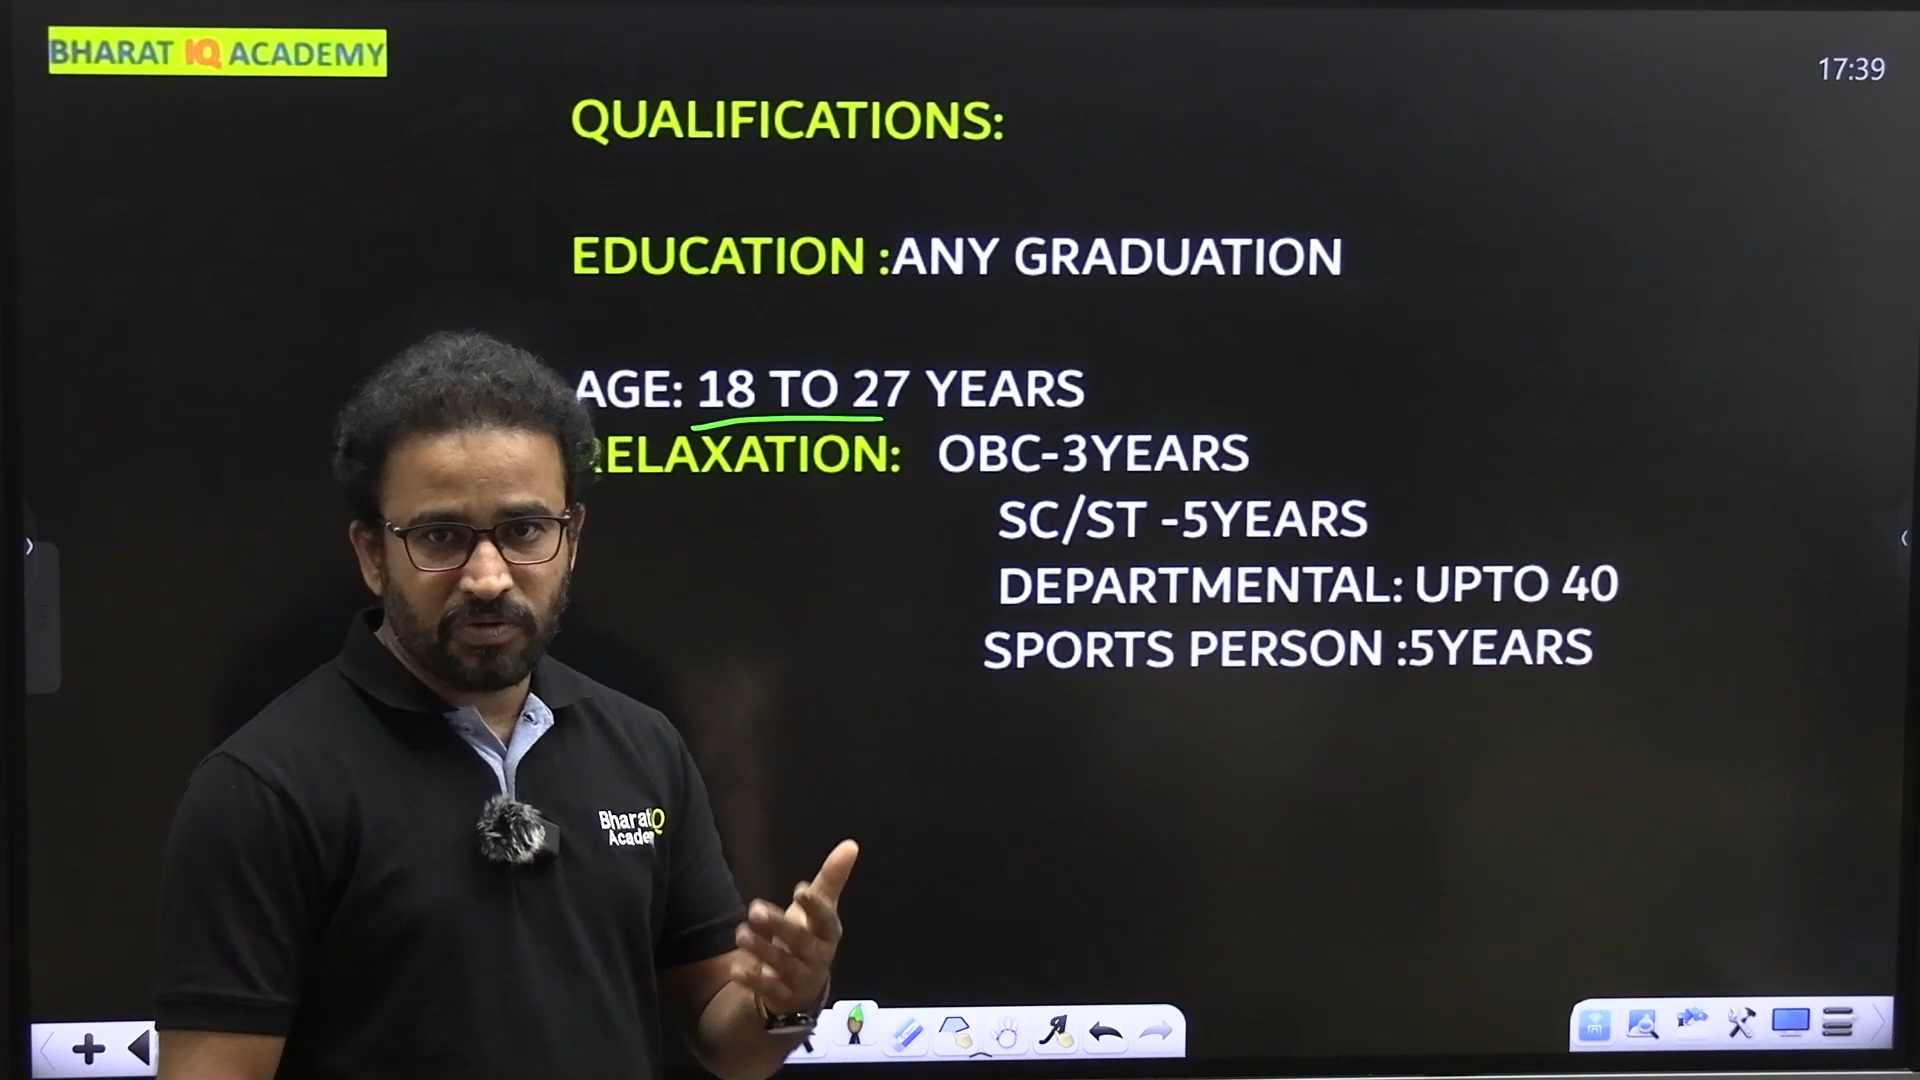 BHARAT IQ ACADEMY
17:39
QUALIFICATIONS:
EDUCATION :ANY GRADUATION
AGE: 18 TO 27 YEARS
RELAXATION: OBC-3YEARS
SC/ST -5YEARS
DEPARTMENTAL: UPTO 40
SPORTS PERSON :5YEARS
Bharat IQ
Academy